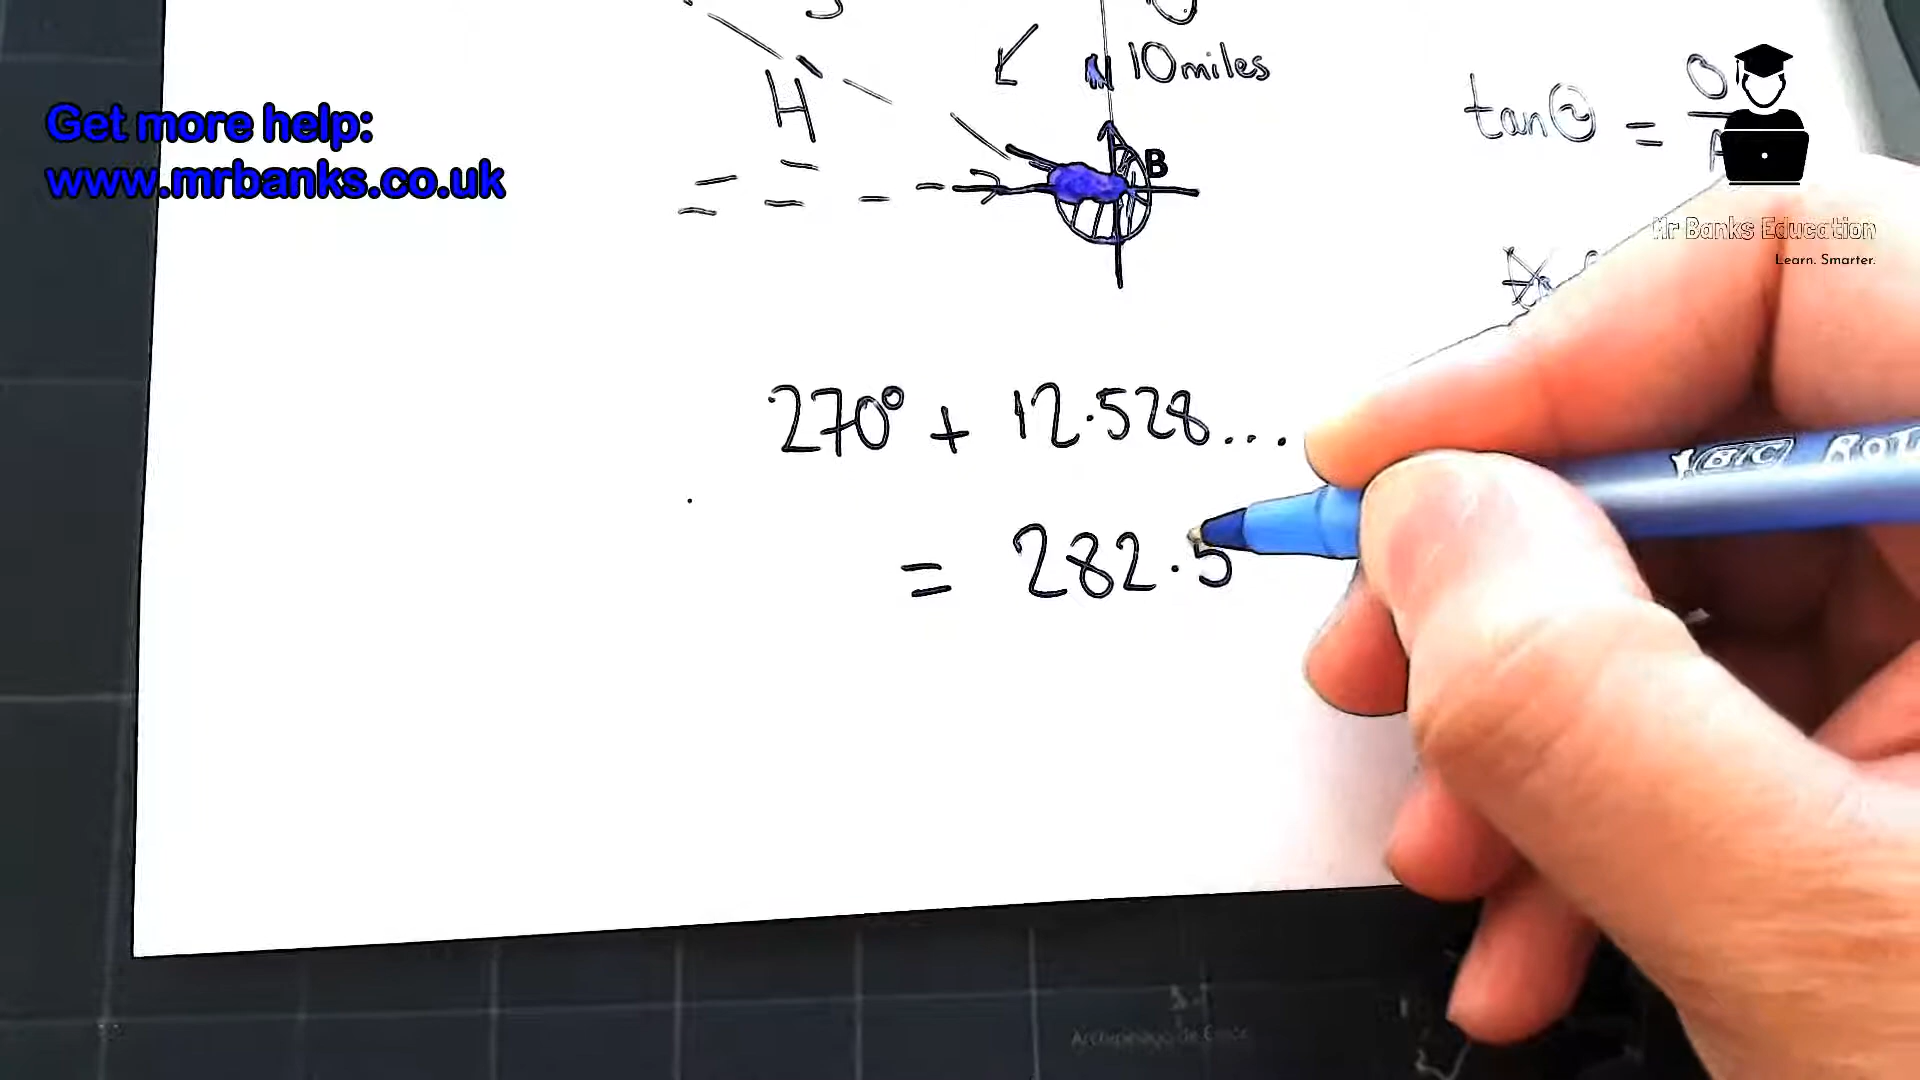 10miles
H
B
tanΘ =
Get more help:
www.mrbanks.co.uk
Mr Banks Education
Learn. Smarter.
270° + 12.528...
= 282.5
BIC